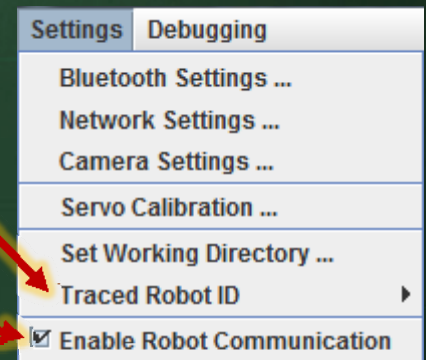 Settings Debugging
Bluetooth Settings ...
Network Settings ...
Camera Settings ...
Servo Calibration ...
Set Working Directory ...
Traced Robot ID
Enable Robot Communication